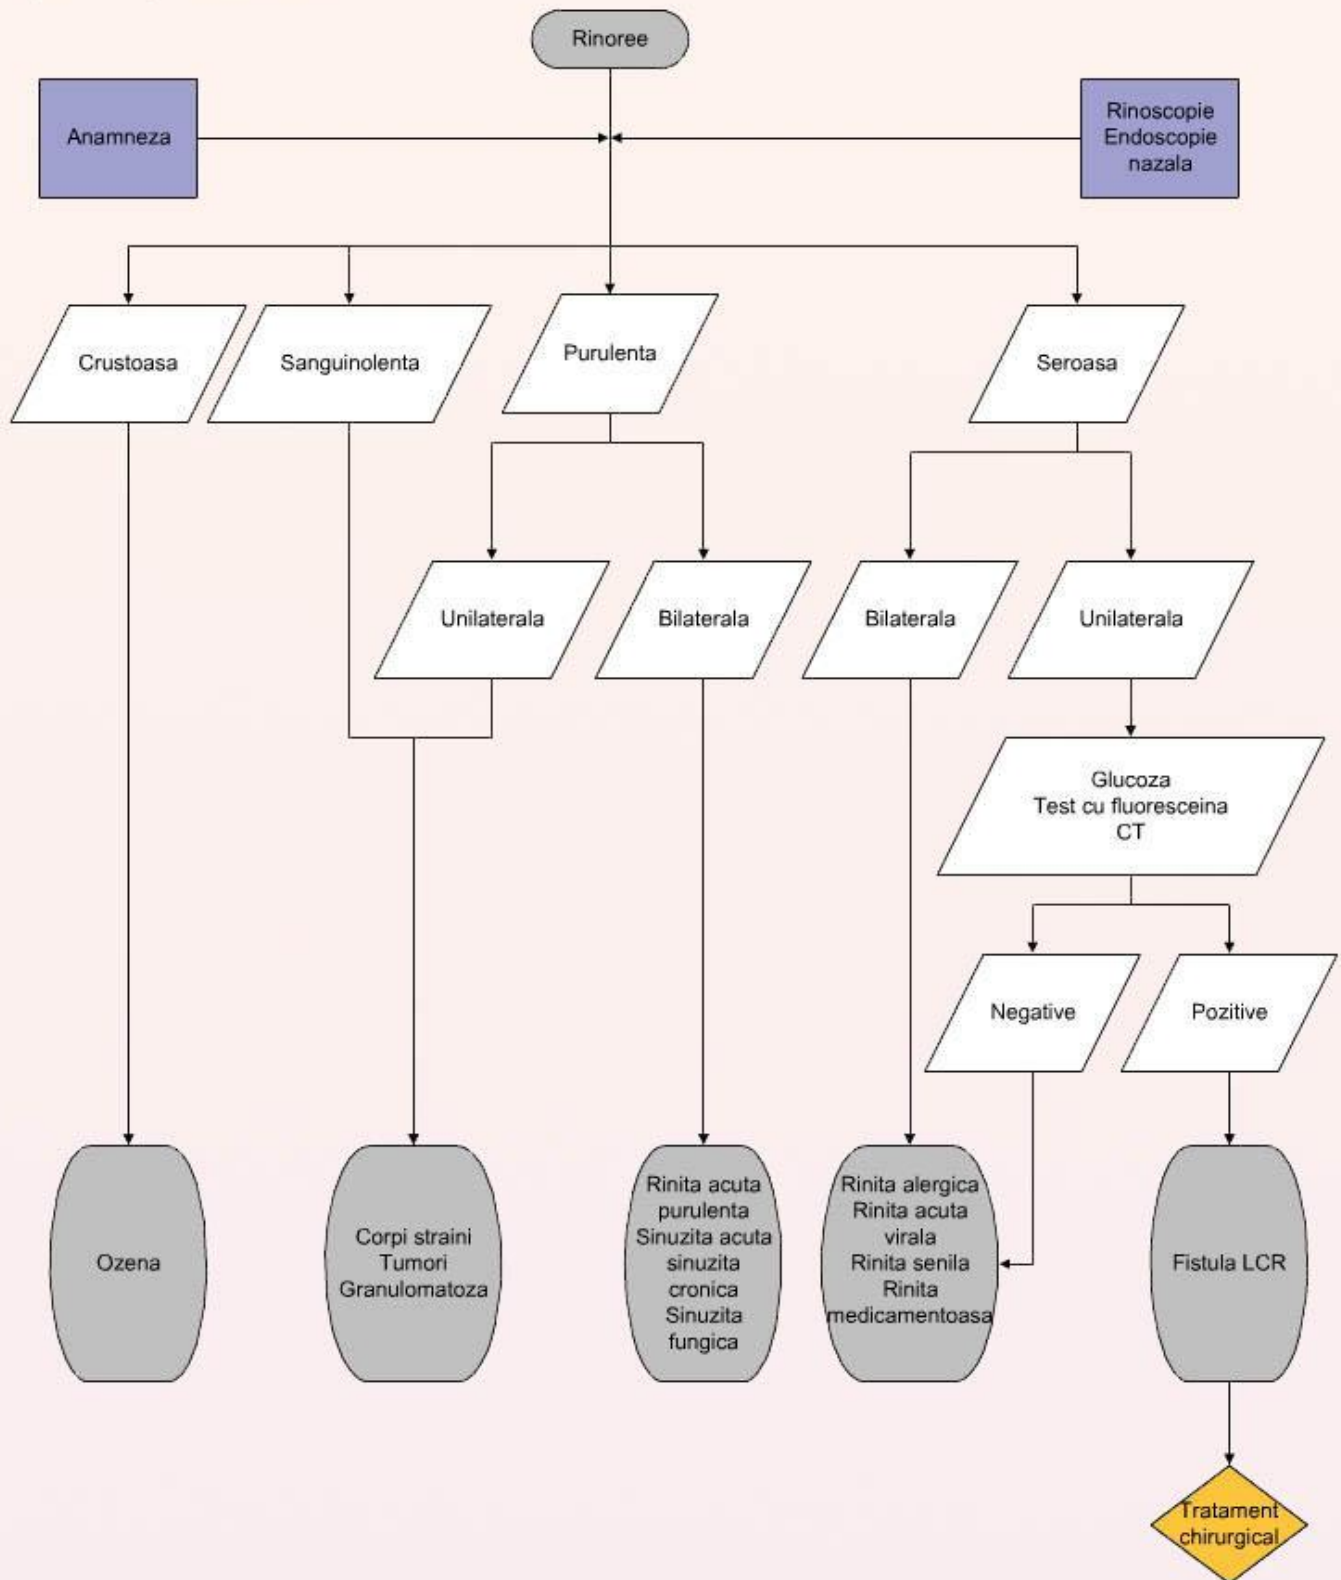 Rinoree
Anamneza
Rinoscopie
Endoscopie
nazala
Crustoasa
Sanguinolenta
Purulenta
Seroasa
Unilaterala
Bilaterala
Bilaterala
Unilaterala
Glucoza
Test cu fluoresceina
CT
Negative
Pozitive
Ozena
Corpi straini
Tumori
Granulomatoza
Rinita acuta
purulenta
Sinuzita acuta
sinuzita
cronica
Sinuzita
fungica
Rinita alergica
Rinita acuta
virala
Rinita senila
Rinita
medicamentoasa
Fistula LCR
Tratament
chirurgical